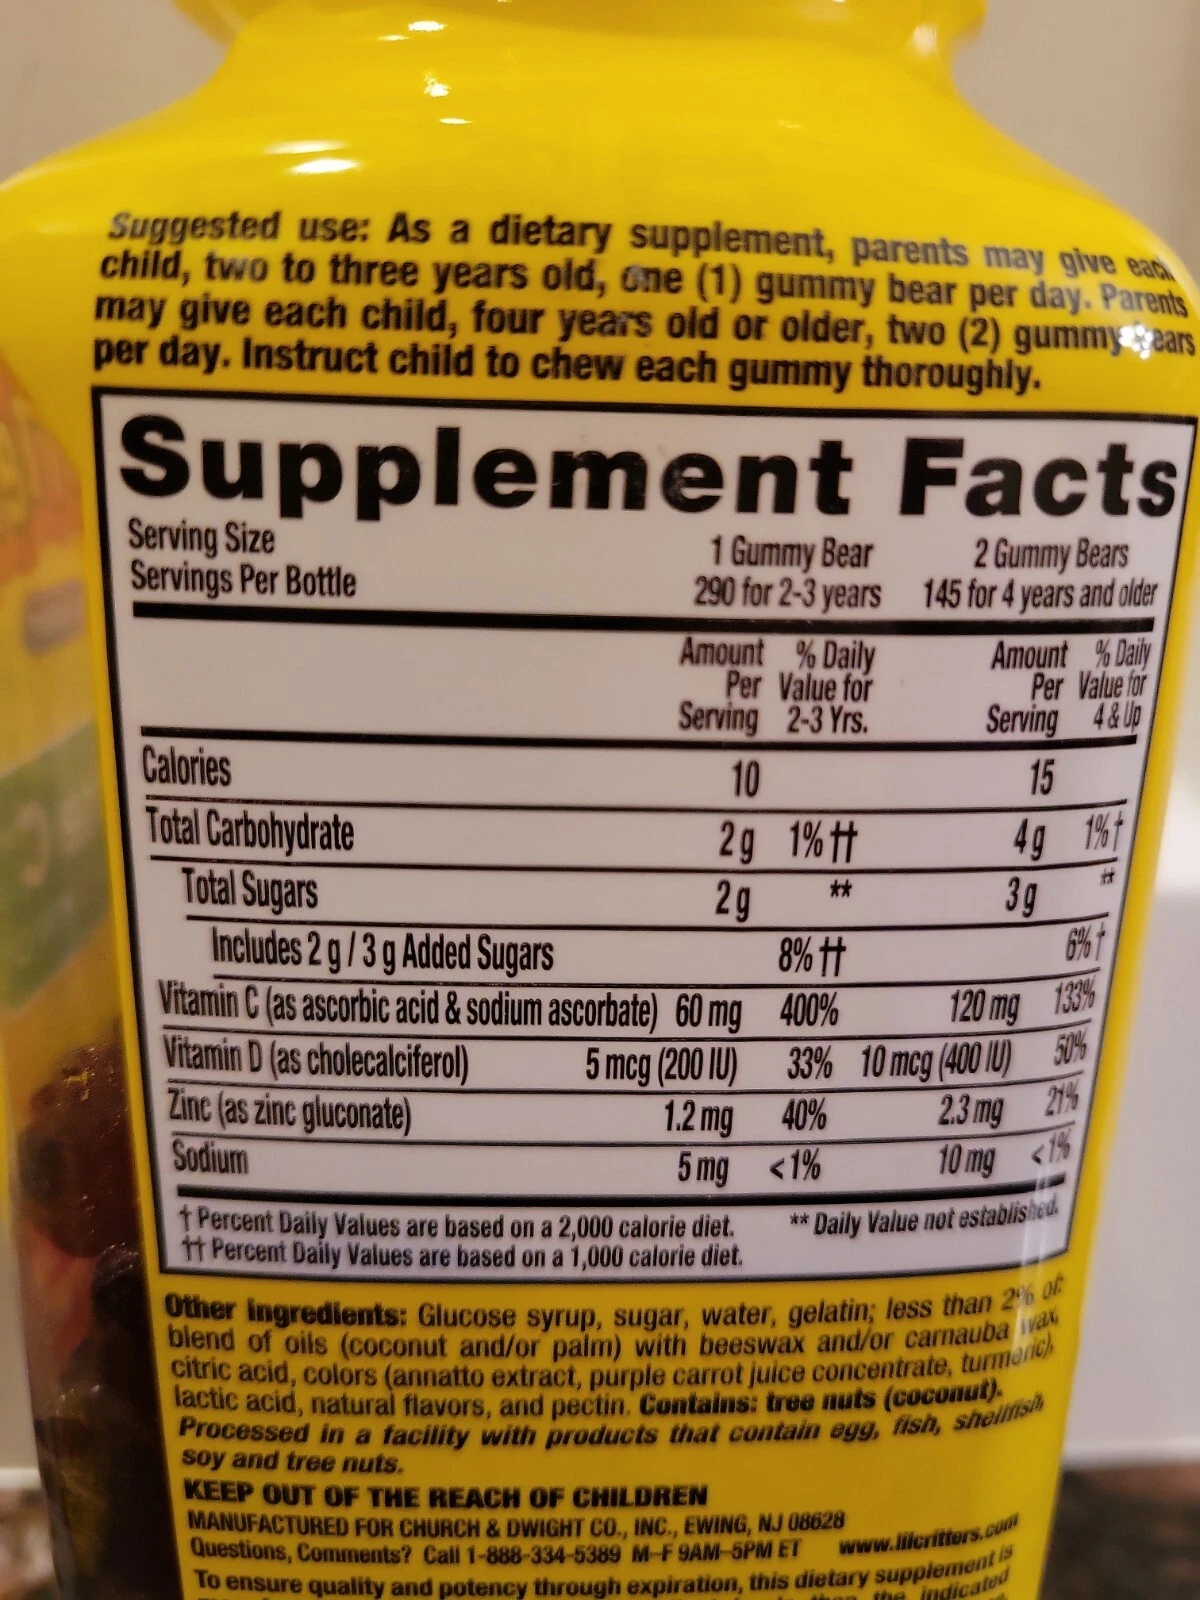 Suggested use: As a dietary supplement, parents may give each
child, two to three years old, one (1) gummy bear per day. Parents
may give each child, four years old or older, two (2) gummy bears
per day. Instruct child to chew each gummy thoroughly.
Supplement Facts
Serving Size 1 Gummy Bear 2 Gummy Bears
Servings Per Bottle 290 for 2-3 years 145 for 4 years and older
Amount % Daily Amount % Daily
Per Value for Per Value for
Serving 2-3 Yrs. Serving 4 & Up
Calories 10 15
Total Carbohydrate 2 g 1% †† 4 g 1% †
Total Sugars 2 g ** 3 g **
Includes 2 g / 3 g Added Sugars 8% †† 6% †
Vitamin C (as ascorbic acid & sodium ascorbate) 60 mg 400% 120 mg 133%
Vitamin D (as cholecalciferol) 5 mcg (200 IU) 33% 10 mcg (400 IU) 50%
Zinc (as zinc gluconate) 1.2 mg 40% 2.3 mg 21%
Sodium 5 mg <1% 10 mg <1%
† Percent Daily Values are based on a 2,000 calorie diet. ** Daily Value not established.
†† Percent Daily Values are based on a 1,000 calorie diet.
Other ingredients: Glucose syrup, sugar, water, gelatin; less than 2% of:
blend of oils (coconut and/or palm) with beeswax and/or carnauba wax,
citric acid, colors (annatto extract, purple carrot juice concentrate, turmeric),
lactic acid, natural flavors, and pectin. Contains: tree nuts (coconut).
Processed in a facility with products that contain egg, fish, shellfish,
soy and tree nuts.
KEEP OUT OF THE REACH OF CHILDREN
MANUFACTURED FOR CHURCH & DWIGHT CO., INC., EWING, NJ 08628
Questions, Comments? Call 1-888-334-5389 M-F 9AM-5PM ET www.lilcritters.com
To ensure quality and potency through expiration, this dietary supplement is
than the indicated